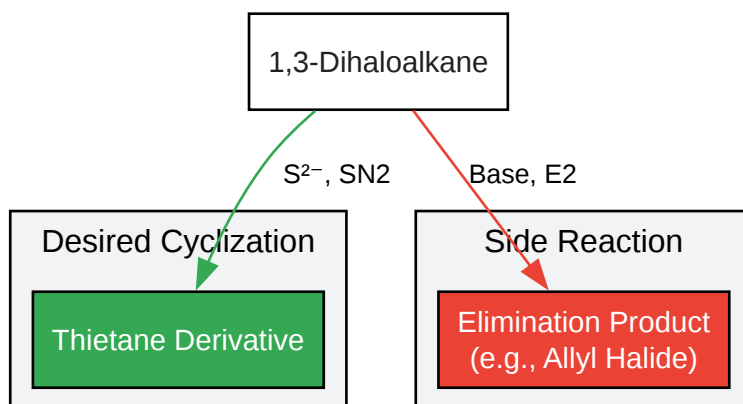 1,3-Dihaloalkane
S²⁻, SN2
Base, E2
Desired Cyclization
Side Reaction
Thietane Derivative
Elimination Product
(e.g., Allyl Halide)